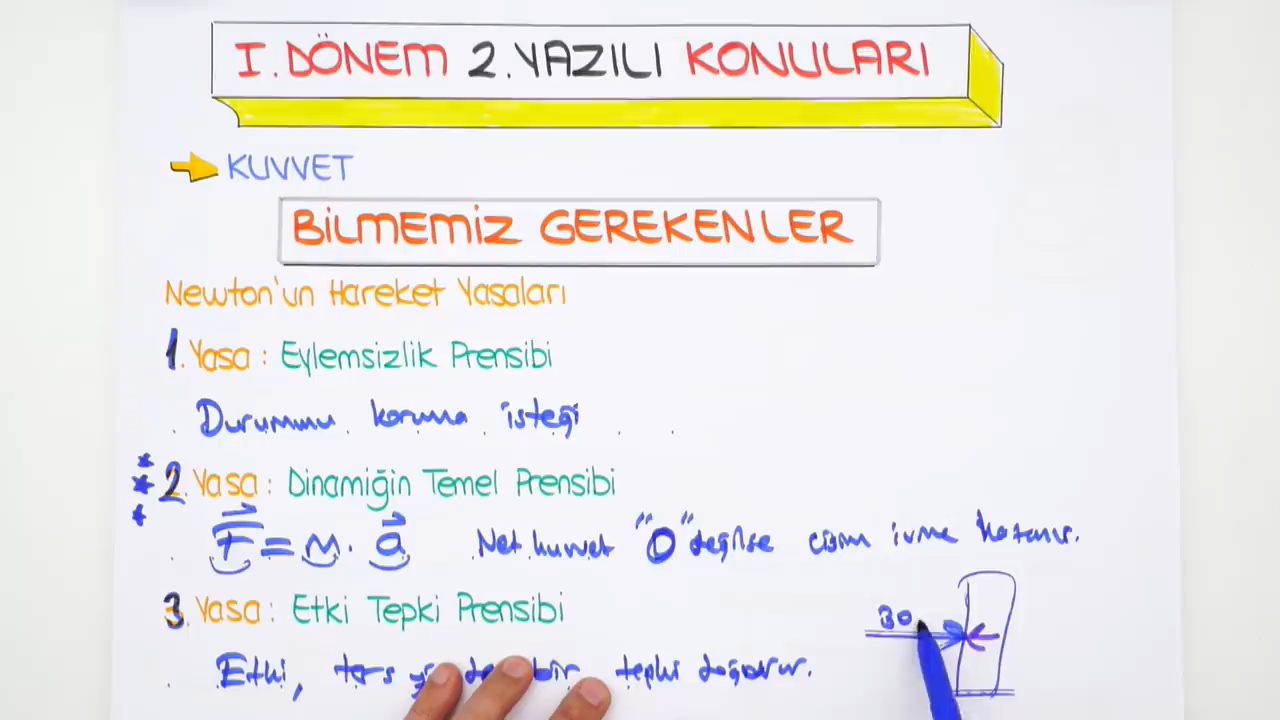 I. DÖNEM 2. YAZILI KONULARI
KUVVET
BİLMEMİZ GEREKENLER
Newton'un Hareket Yasaları
1. Yasa : Eylemsizlik Prensibi
Durumunu koruma isteği
2. Yasa : Dinamiğin Temel Prensibi
F = m . a Net kuvvet "0" değilse cisim ivme kazanır.
3. Yasa : Etki Tepki Prensibi
30
Etki, ters bir tepki doğurur.